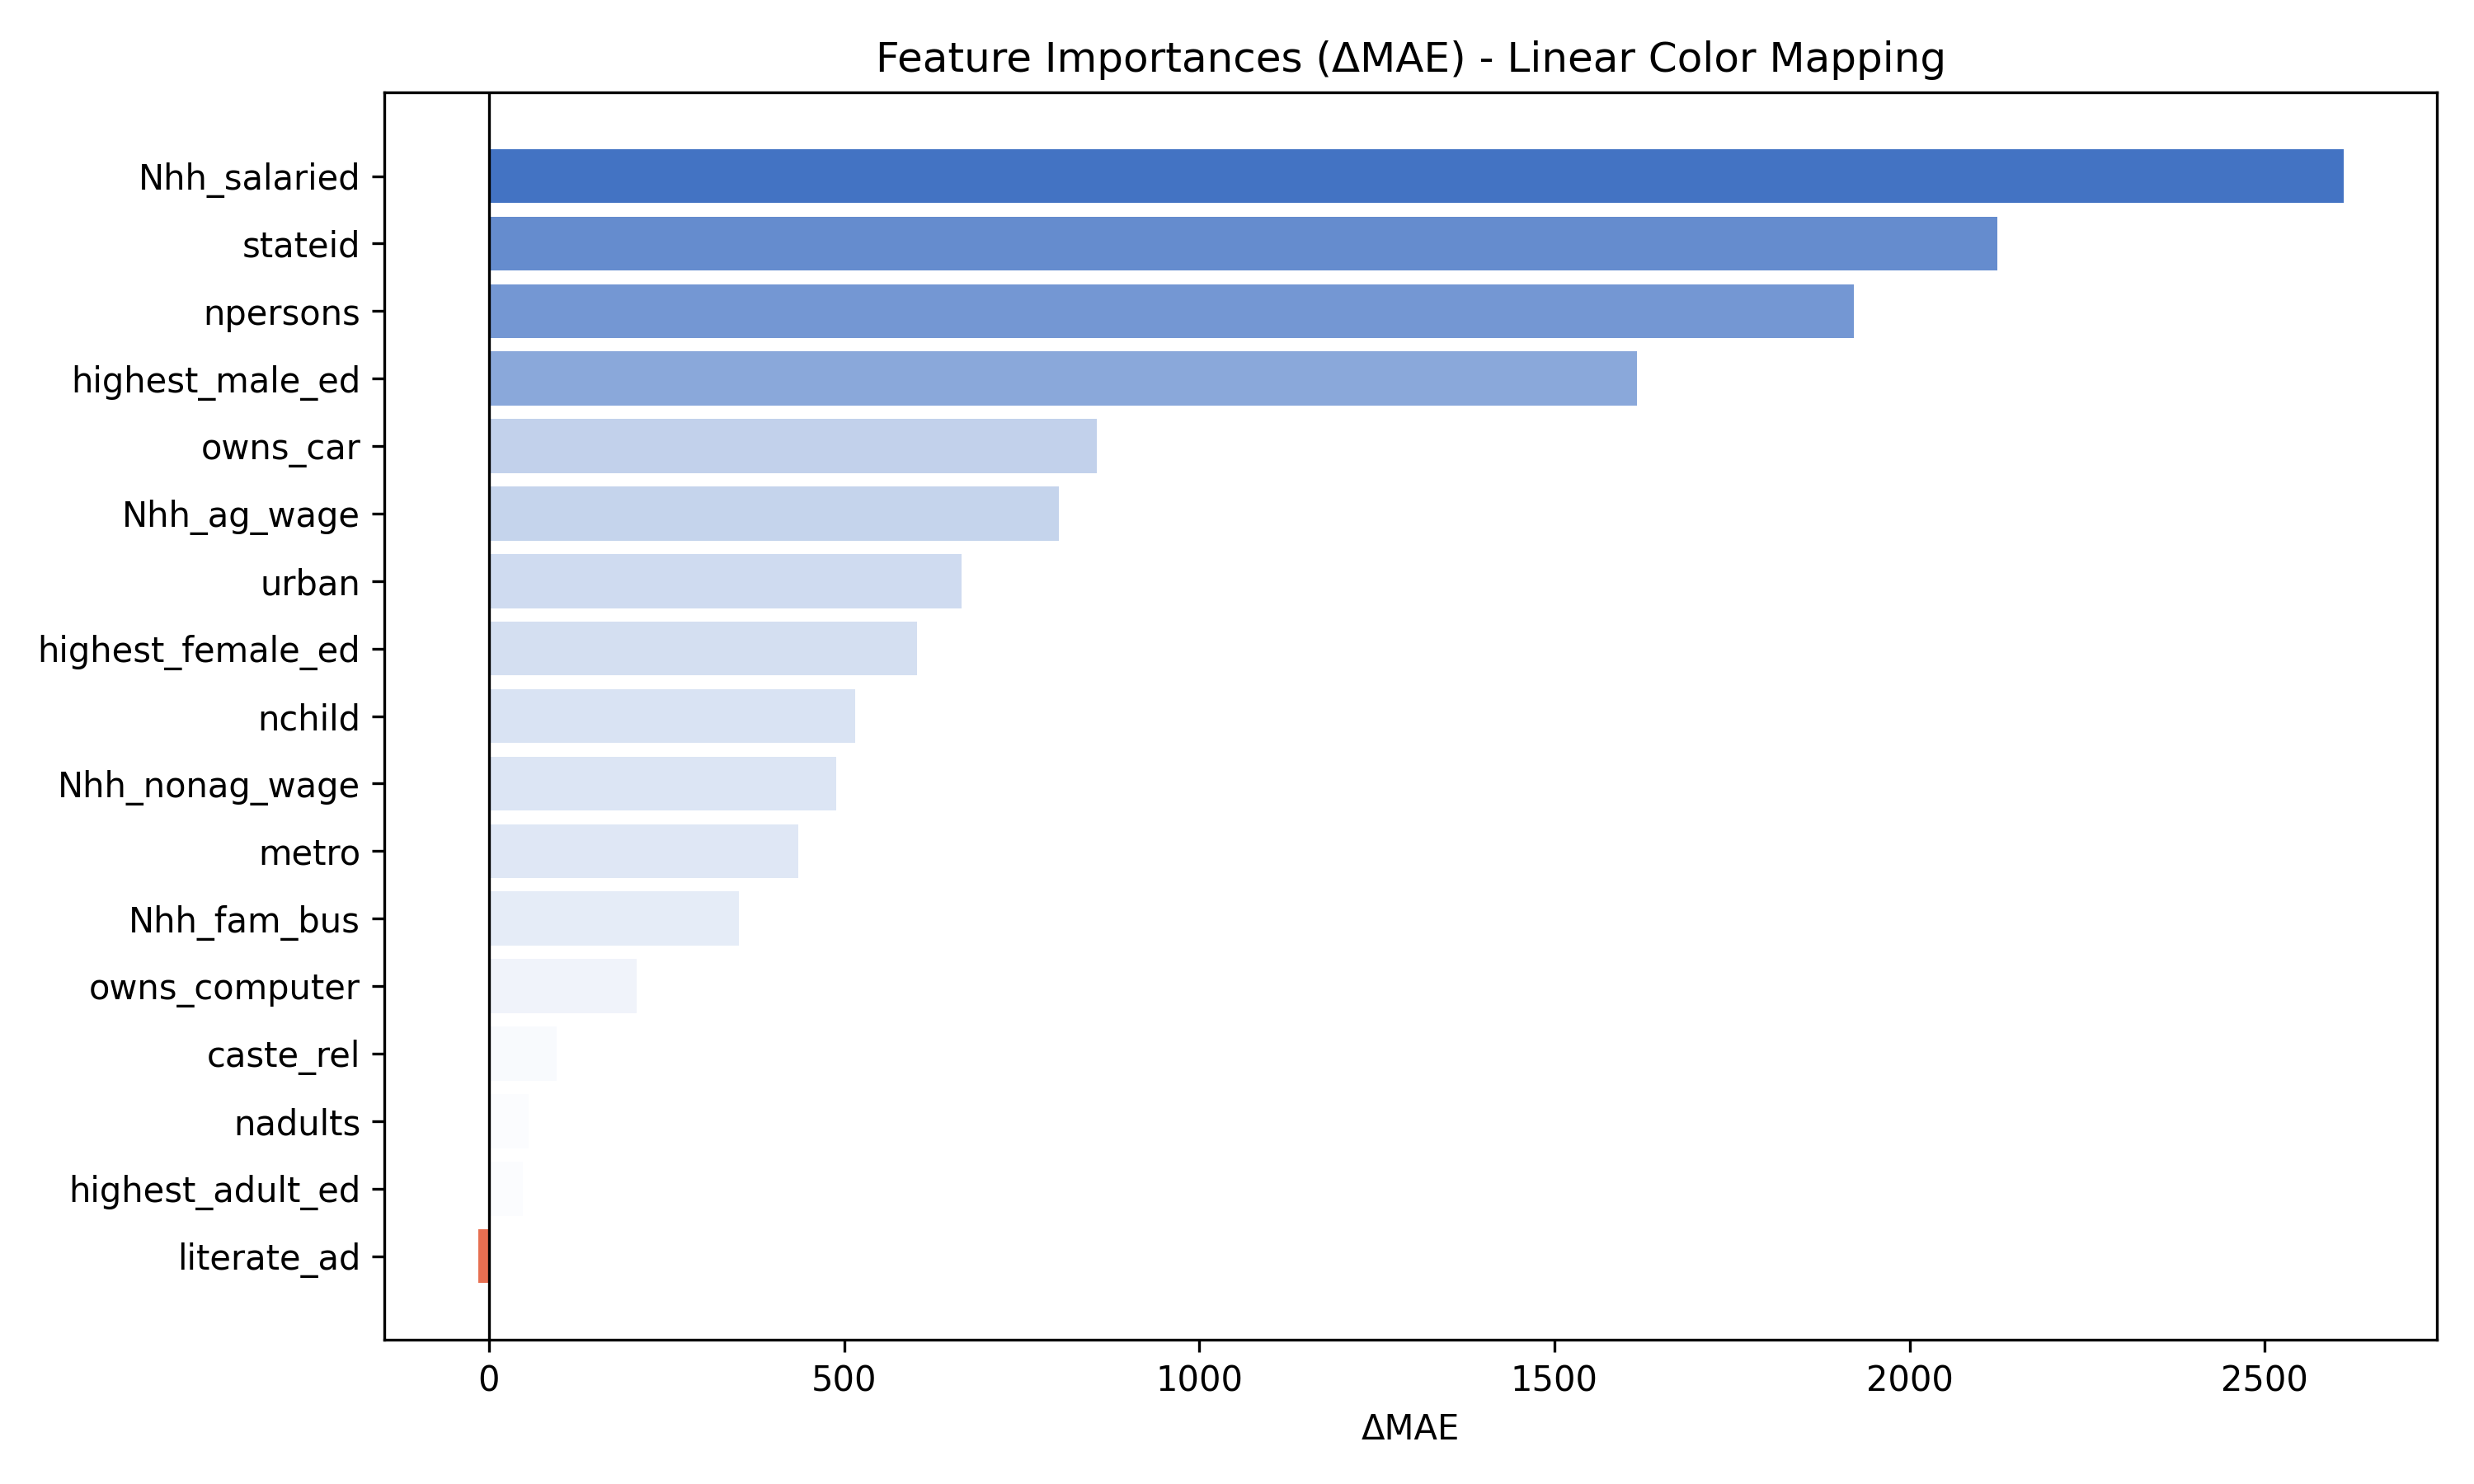 Feature Importances (ΔMAE) - Linear Color Mapping
Nhh_salaried
stateid
npersons
highest_male_ed
owns_car
Nhh_ag_wage
urban
highest_female_ed
nchild
Nhh_nonag_wage
metro
Nhh_fam_bus
owns_computer
caste_rel
nadults
highest_adult_ed
literate_ad
0 500 1000 1500 2000 2500
ΔMAE